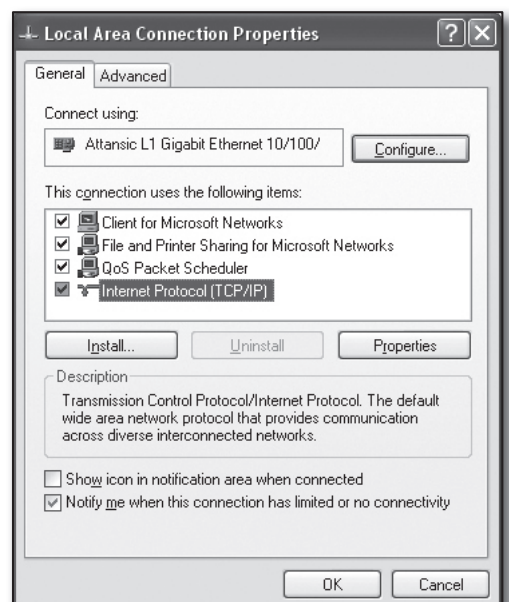 Local Area Connection Properties
General
Advanced
Connect using:
Attansic L1 Gigabit Ethernet 10/100/
Configure...
This connection uses the following items:
Client for Microsoft Networks
File and Printer Sharing for Microsoft Networks
QoS Packet Scheduler
Internet Protocol (TCP/IP)
Install...
Uninstall
Properties
Description
Transmission Control Protocol/Internet Protocol. The default
wide area network protocol that provides communication
across diverse interconnected networks.
Show icon in notification area when connected
Notify me when this connection has limited or no connectivity
OK
Cancel